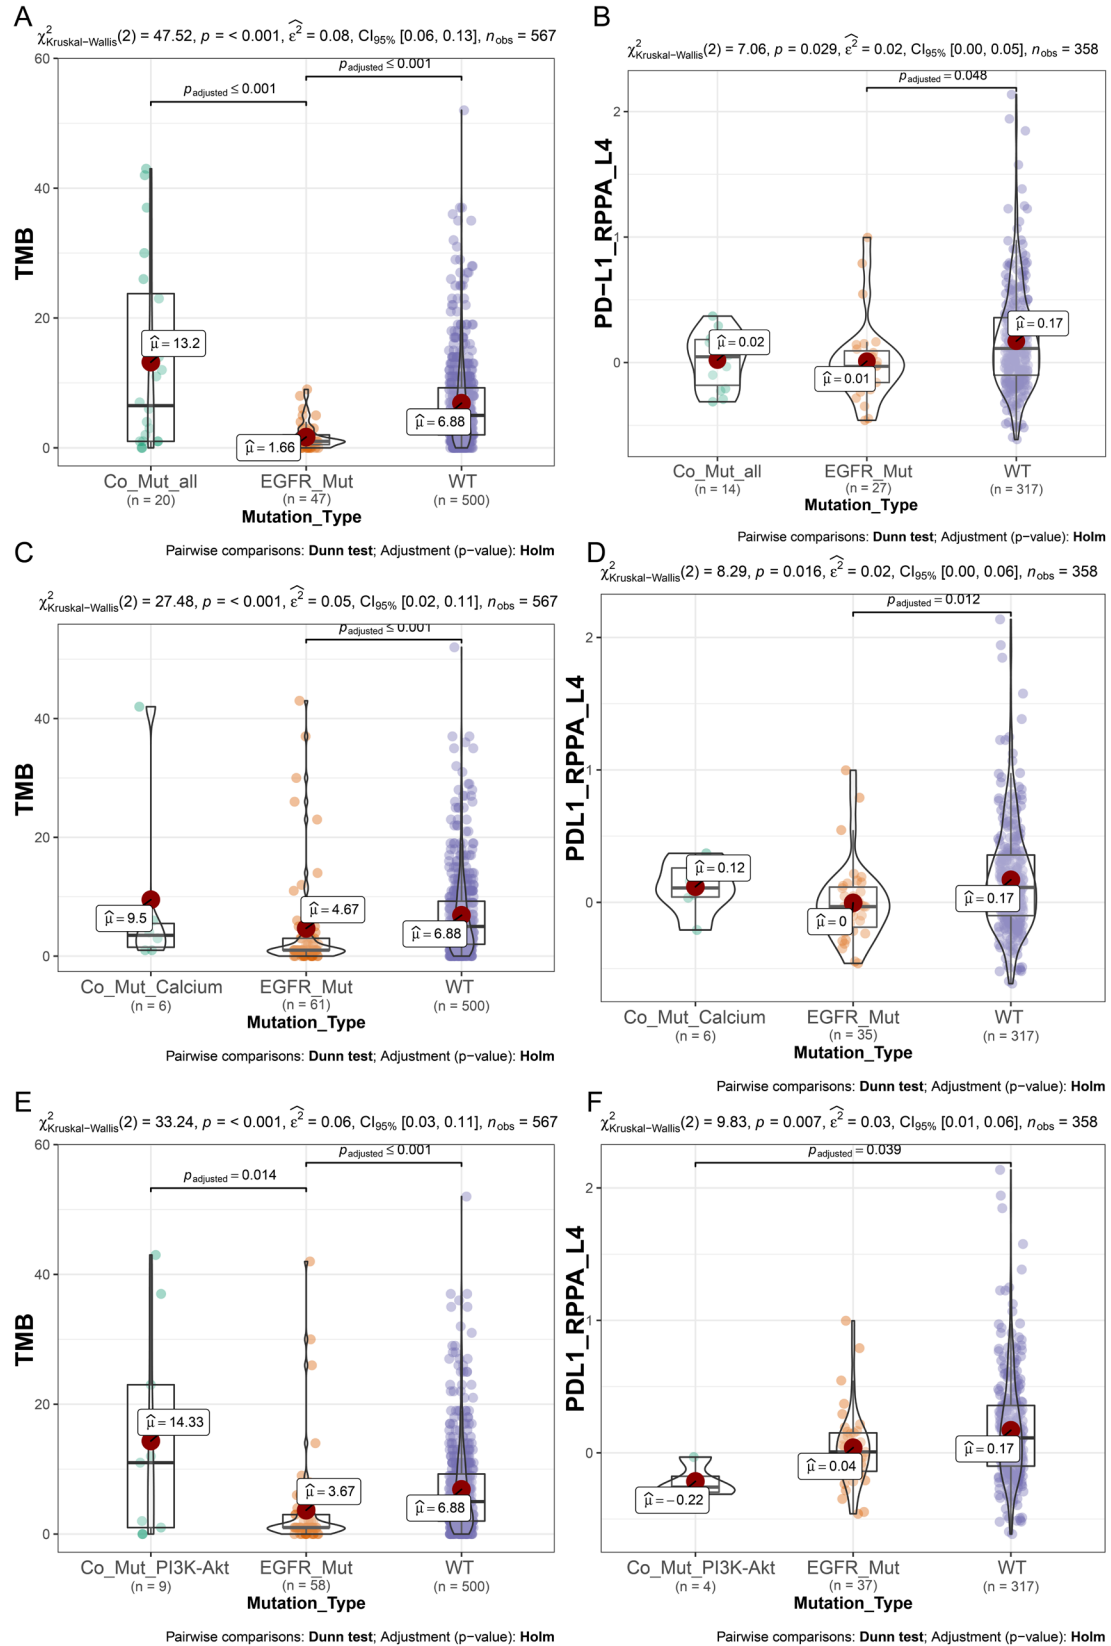 A
χ²Kruskal−Wallis(2) = 47.52, p = < 0.001, ε̂² = 0.08, CI95% [0.06, 0.13], nobs = 567
60
40
20
0
TMB
padjusted ≤ 0.001
padjusted ≤ 0.001
μ̂ = 13.2
μ̂ = 1.66
μ̂ = 6.88
Co_Mut_all
(n = 20)
EGFR_Mut
(n = 47)
WT
(n = 500)
Mutation_Type
Pairwise comparisons: Dunn test; Adjustment (p−value): Holm
B
χ²Kruskal−Wallis(2) = 7.06, p = 0.029, ε̂² = 0.02, CI95% [0.00, 0.05], nobs = 358
2
1
0
PD−L1_RPPA_L4
padjusted = 0.048
μ̂ = 0.02
μ̂ = 0.01
μ̂ = 0.17
Co_Mut_all
(n = 14)
EGFR_Mut
(n = 27)
WT
(n = 317)
Mutation_Type
Pairwise comparisons: Dunn test; Adjustment (p−value): Holm
C
χ²Kruskal−Wallis(2) = 27.48, p = < 0.001, ε̂² = 0.05, CI95% [0.02, 0.11], nobs = 567
40
20
0
TMB
padjusted ≤ 0.001
μ̂ = 9.5
μ̂ = 4.67
μ̂ = 6.88
Co_Mut_Calcium
(n = 6)
EGFR_Mut
(n = 61)
WT
(n = 500)
Mutation_Type
Pairwise comparisons: Dunn test; Adjustment (p−value): Holm
D
χ²Kruskal−Wallis(2) = 8.29, p = 0.016, ε̂² = 0.02, CI95% [0.00, 0.06], nobs = 358
2
1
0
PDL1_RPPA_L4
padjusted = 0.012
μ̂ = 0.12
μ̂ = 0
μ̂ = 0.17
Co_Mut_Calcium
(n = 6)
EGFR_Mut
(n = 35)
WT
(n = 317)
Mutation_Type
Pairwise comparisons: Dunn test; Adjustment (p−value): Holm
E
χ²Kruskal−Wallis(2) = 33.24, p = < 0.001, ε̂² = 0.06, CI95% [0.03, 0.11], nobs = 567
60
40
20
0
TMB
padjusted = 0.014
padjusted ≤ 0.001
μ̂ = 14.33
μ̂ = 3.67
μ̂ = 6.88
Co_Mut_PI3K-Akt
(n = 9)
EGFR_Mut
(n = 58)
WT
(n = 500)
Mutation_Type
Pairwise comparisons: Dunn test; Adjustment (p−value): Holm
F
χ²Kruskal−Wallis(2) = 9.83, p = 0.007, ε̂² = 0.03, CI95% [0.01, 0.06], nobs = 358
2
1
0
PDL1_RPPA_L4
padjusted = 0.039
μ̂ = −0.22
μ̂ = 0.04
μ̂ = 0.17
Co_Mut_PI3K-Akt
(n = 4)
EGFR_Mut
(n = 37)
WT
(n = 317)
Mutation_Type
Pairwise comparisons: Dunn test; Adjustment (p−value): Holm